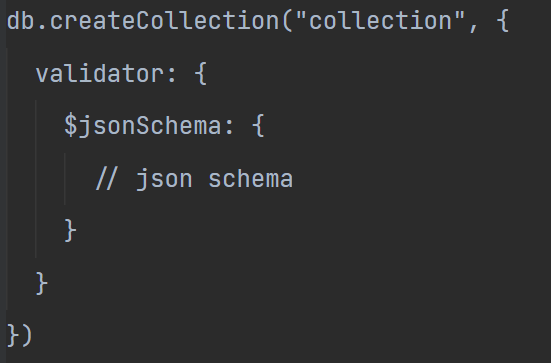 db.createCollection("collection", {
  validator: {
    $jsonSchema: {
      // json schema
    }
  }
})